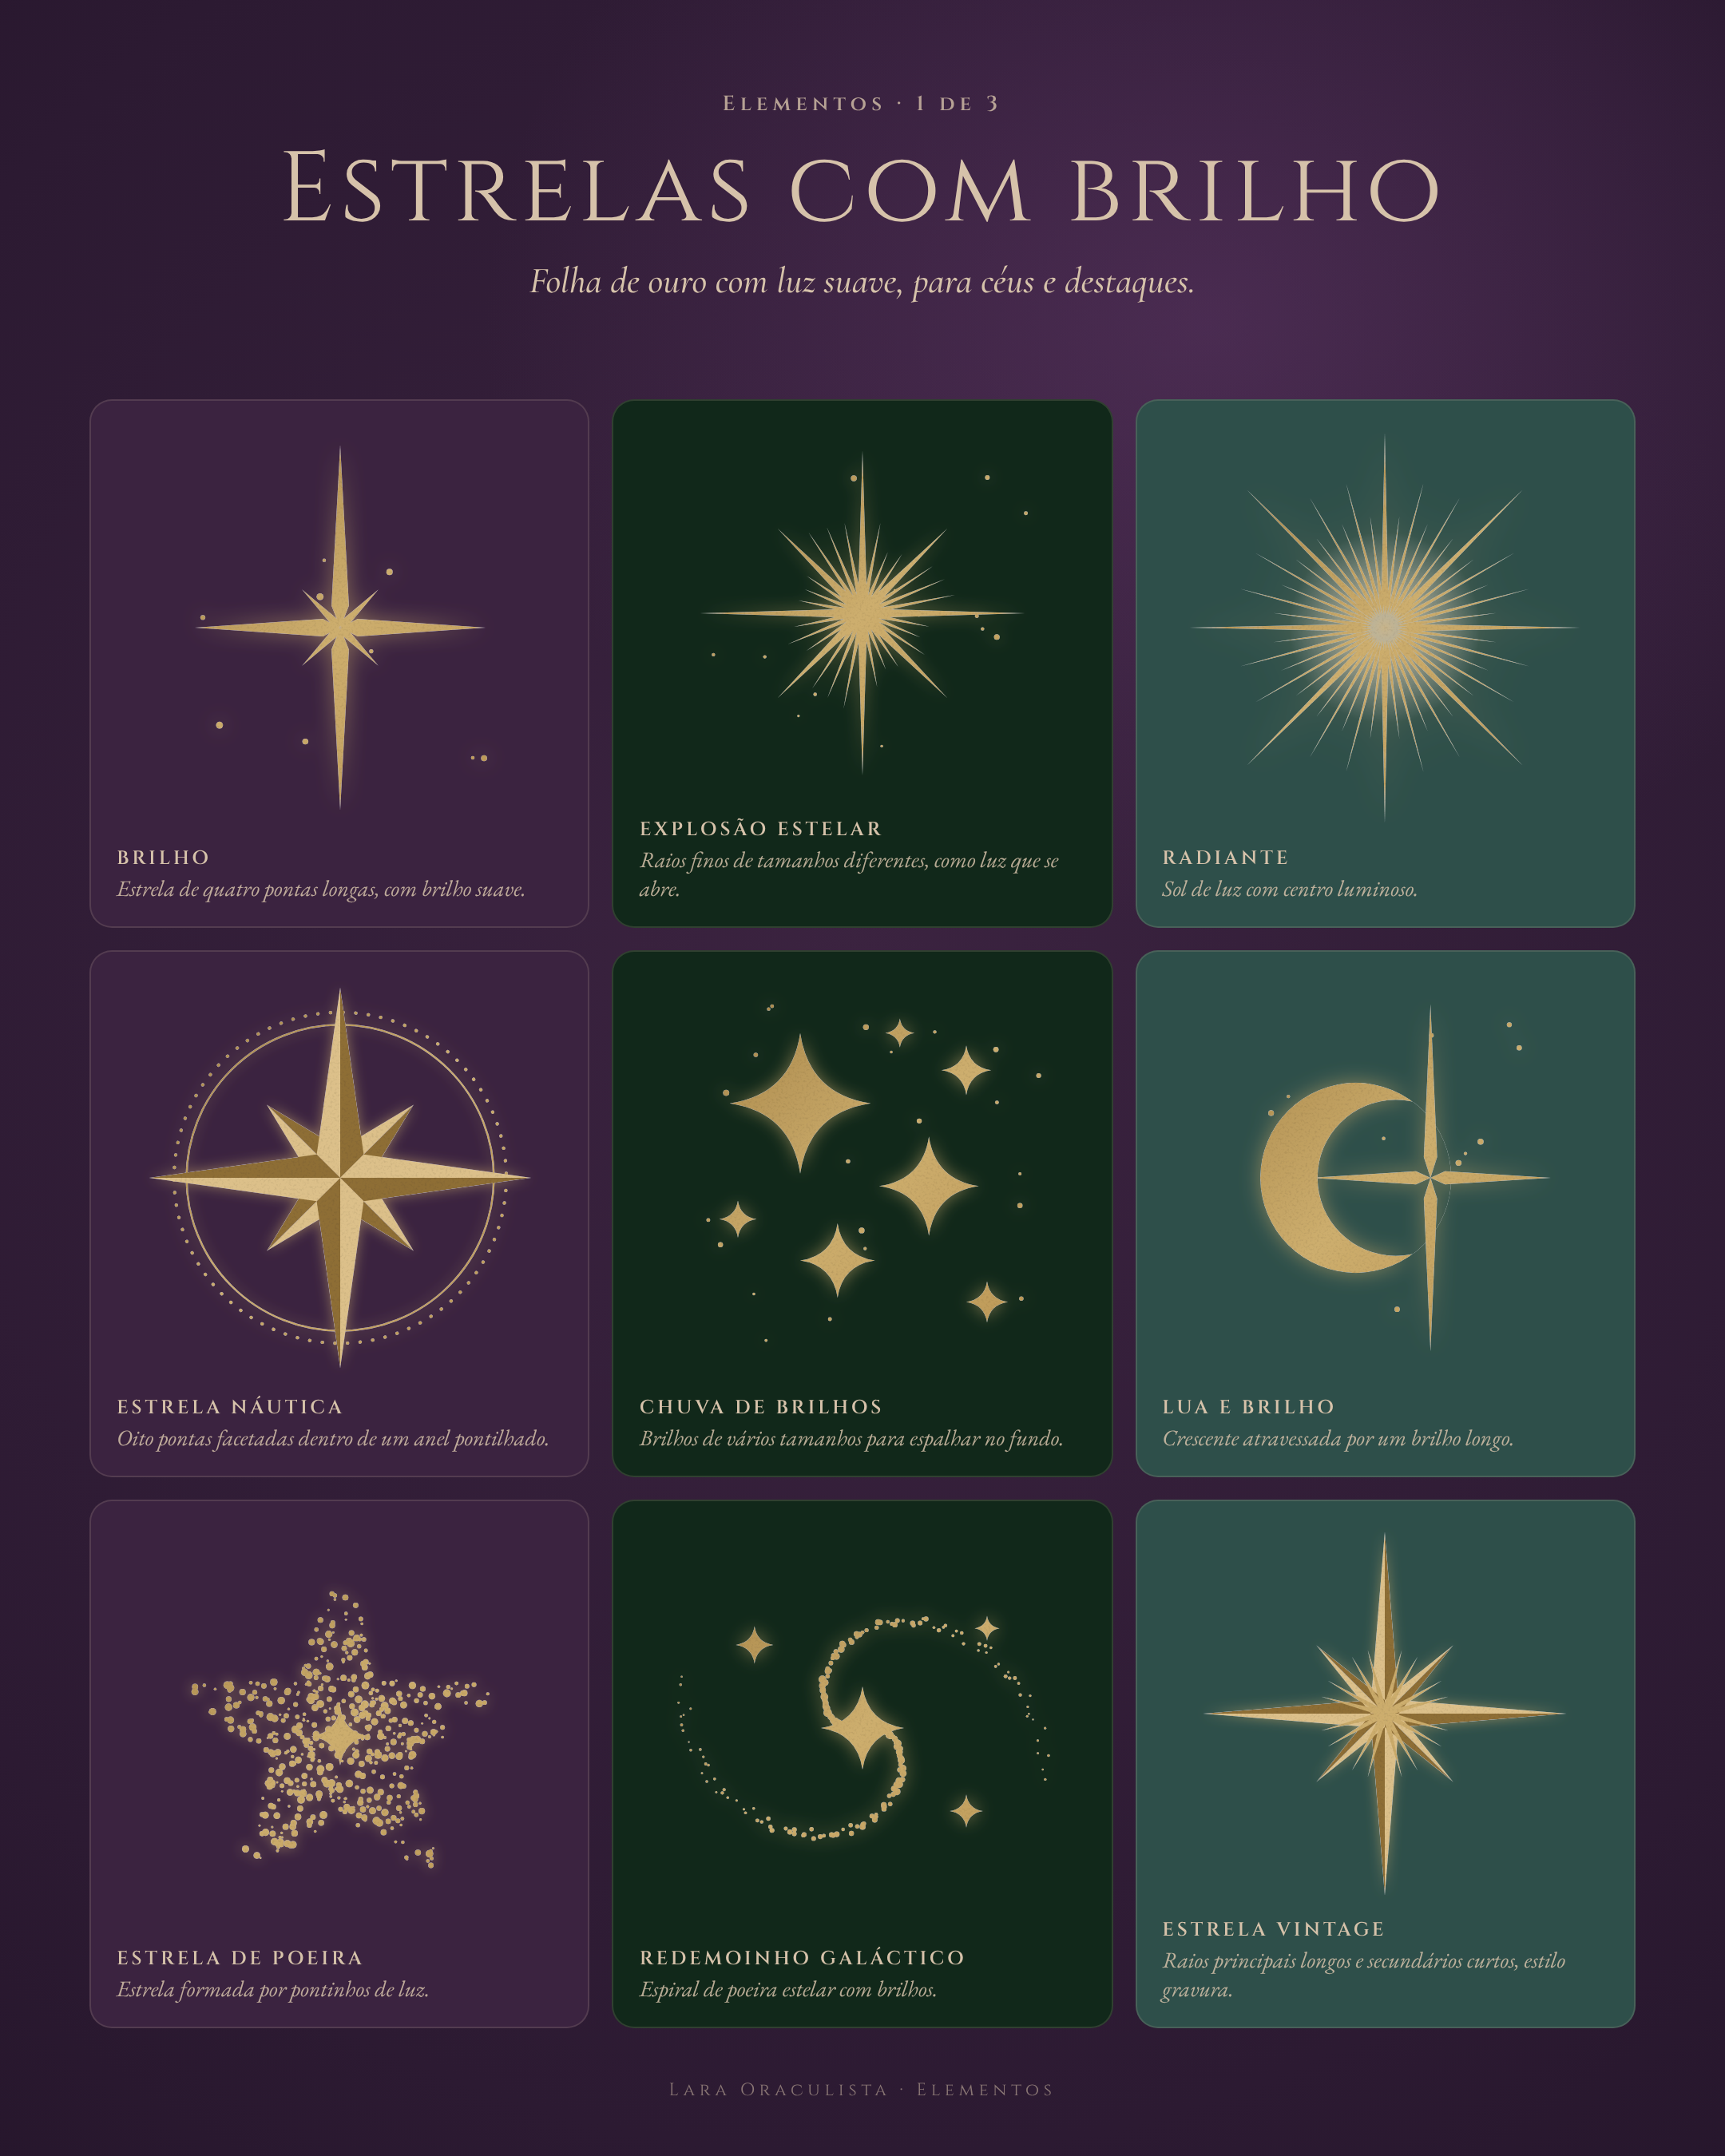 Elementos · 1 de 3
Estrelas com brilho
Folha de ouro com luz suave, para céus e destaques.
BRILHO
Estrela de quatro pontas longas, com brilho suave.
EXPLOSÃO ESTELAR
Raios finos de tamanhos diferentes, como luz que se
abre.
RADIANTE
Sol de luz com centro luminoso.
ESTRELA NÁUTICA
Oito pontas facetadas dentro de um anel pontilhado.
CHUVA DE BRILHOS
Brilhos de vários tamanhos para espalhar no fundo.
LUA E BRILHO
Crescente atravessada por um brilho longo.
ESTRELA DE POEIRA
Estrela formada por pontinhos de luz.
REDEMOINHO GALÁCTICO
Espiral de poeira estelar com brilhos.
ESTRELA VINTAGE
Raios principais longos e secundários curtos, estilo
gravura.
Lara Oraculista · Elementos